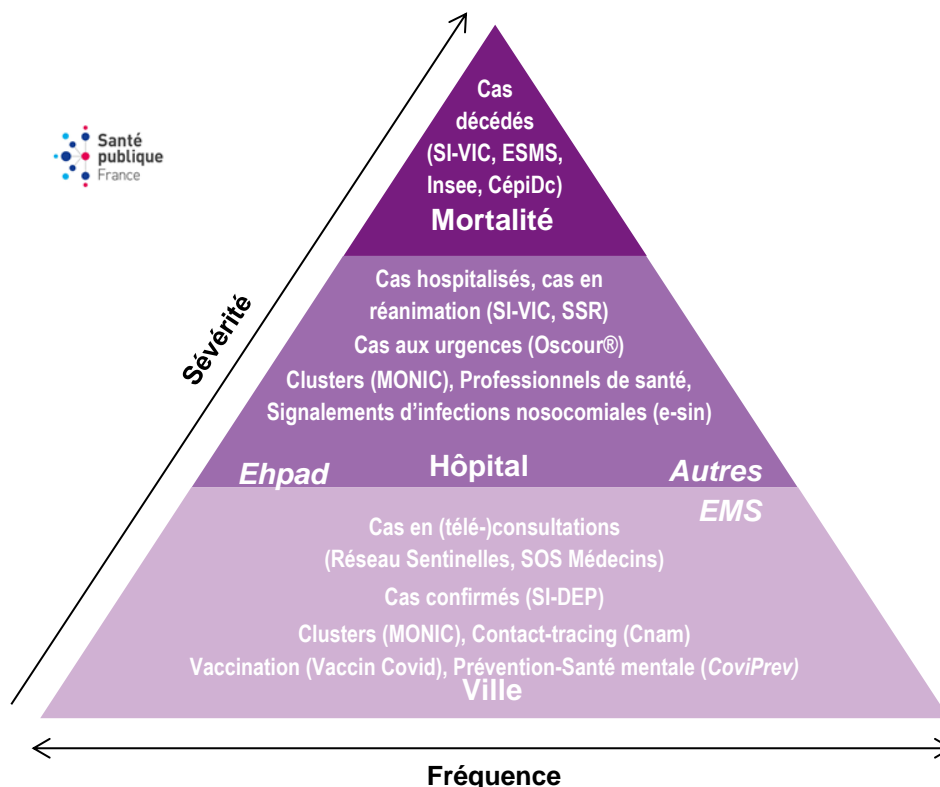 Santé
publique
France
Cas
décédés
(SI-VIC, ESMS,
Insee, CépiDc)
Mortalité
Sévérité
Cas hospitalisés, cas en
réanimation (SI-VIC, SSR)
Cas aux urgences (Oscour®)
Clusters (MONIC), Professionnels de santé,
Signalements d’infections nosocomiales (e-sin)
Ehpad
Hôpital
Autres
EMS
Cas en (télé-)consultations
(Réseau Sentinelles, SOS Médecins)
Cas confirmés (SI-DEP)
Clusters (MONIC), Contact-tracing (Cnam)
Vaccination (Vaccin Covid), Prévention-Santé mentale (CoviPrev)
Ville
Fréquence